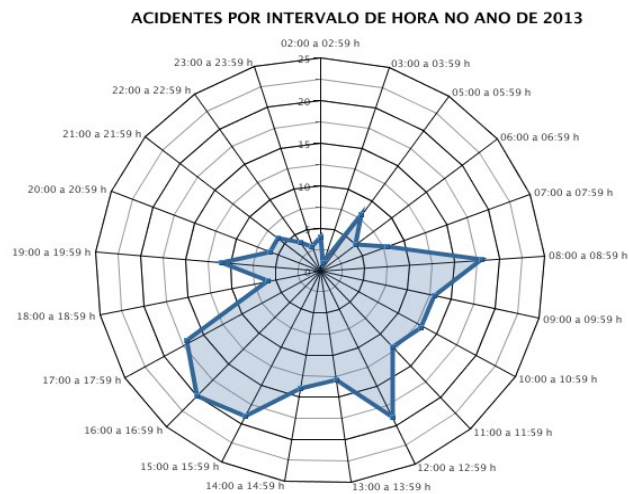 ACIDENTES POR INTERVALO DE HORA NO ANO DE 2013
02:00 a 02:59 h
03:00 a 03:59 h
05:00 a 05:59 h
06:00 a 06:59 h
07:00 a 07:59 h
08:00 a 08:59 h
09:00 a 09:59 h
10:00 a 10:59 h
11:00 a 11:59 h
12:00 a 12:59 h
13:00 a 13:59 h
14:00 a 14:59 h
15:00 a 15:59 h
16:00 a 16:59 h
17:00 a 17:59 h
18:00 a 18:59 h
19:00 a 19:59 h
20:00 a 20:59 h
21:00 a 21:59 h
22:00 a 22:59 h
23:00 a 23:59 h
25
20
15
10
0